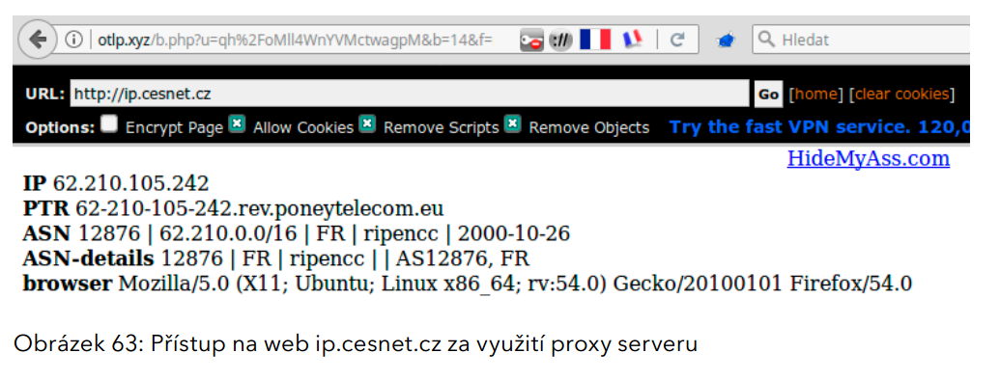 otlp.xyz/b.php?u=qh%2FoMll4WnYVMctwagpM&b=14&f= Hledat
URL: http://ip.cesnet.cz Go [home] [clear cookies]
Options: Encrypt Page Allow Cookies Remove Scripts Remove Objects Try the fast VPN service. 120,0
HideMyAss.com
IP 62.210.105.242
PTR 62-210-105-242.rev.poneytelecom.eu
ASN 12876 | 62.210.0.0/16 | FR | ripencc | 2000-10-26
ASN-details 12876 | FR | ripencc | | AS12876, FR
browser Mozilla/5.0 (X11; Ubuntu; Linux x86_64; rv:54.0) Gecko/20100101 Firefox/54.0
Obrázek 63: Přístup na web ip.cesnet.cz za využití proxy serveru